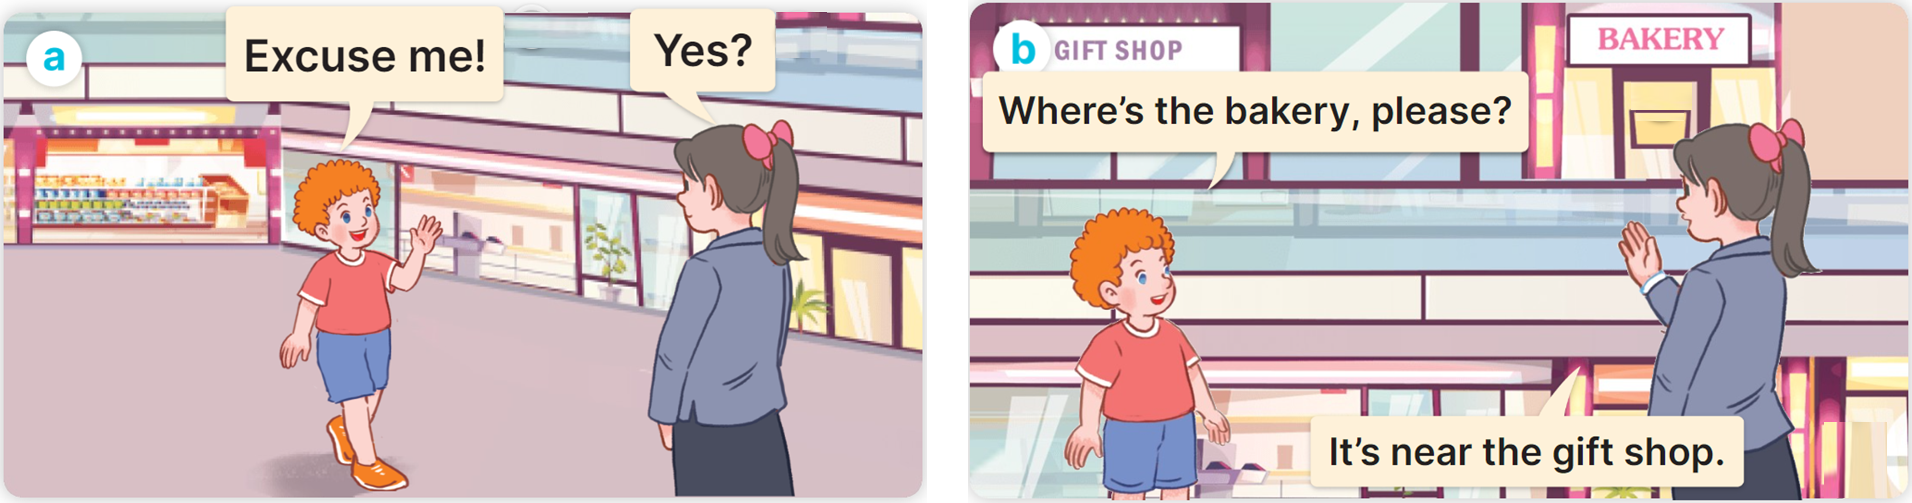 a
Excuse me!
Yes?
b
GIFT SHOP
BAKERY
Where's the bakery, please?
It's near the gift shop.